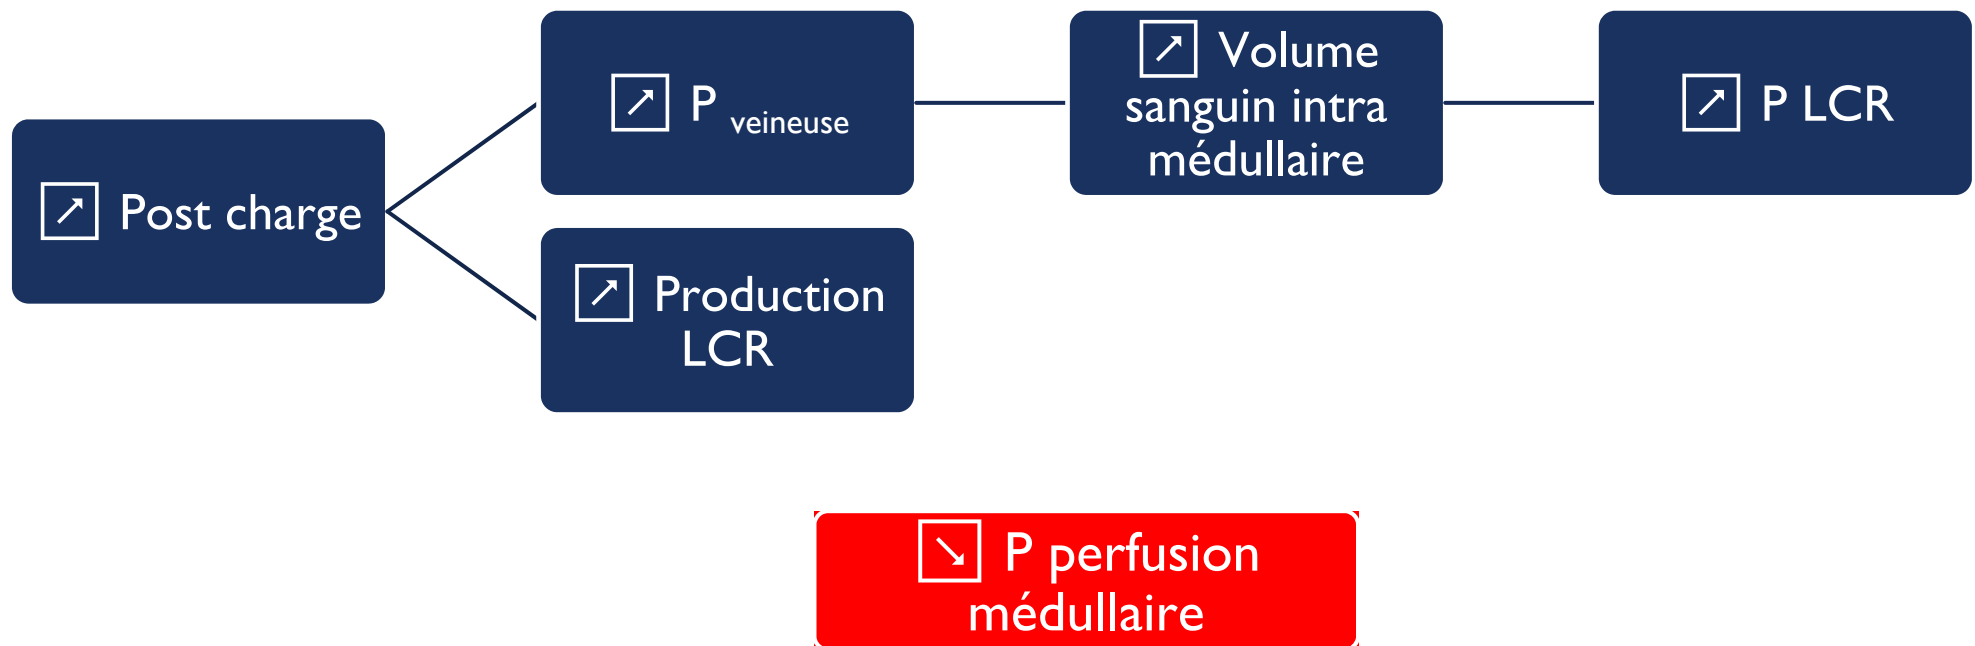 ↗ Post charge
↗ P veineuse
↗ Volume
sanguin intra
médullaire
↗ P LCR
↗ Production
LCR
↘ P perfusion
médullaire